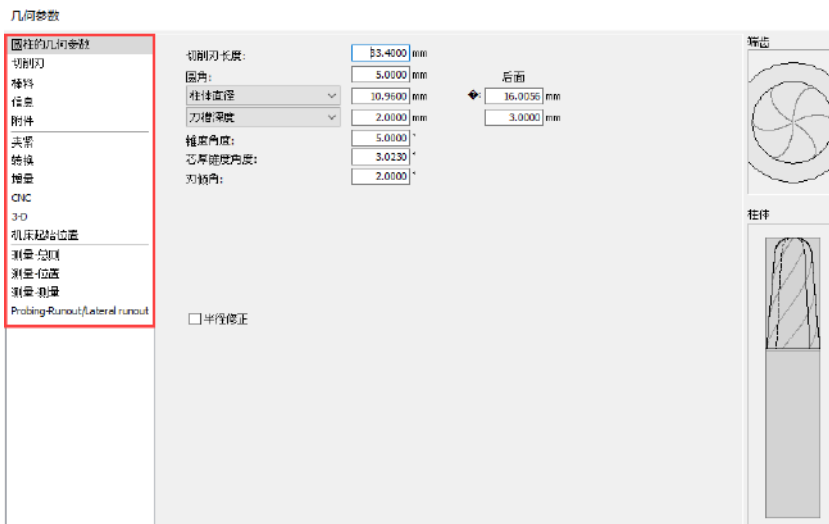 几何参数
圆柱的几何参数
切削刃
棒料
信息
附件
夹紧
转换
增量
CNC
3-D
机床起始位置
测量-总则
测量-位置
测量-测量
Probing-Runout/Lateral runout
切削刃长度: 33.4000 mm
圆角: 5.0000 mm 后面
柱体直径 10.9600 mm �: 16.0056 mm
刀槽深度 2.0000 mm 3.0000 mm
锥度角度: 5.0000 °
芯厚锥度角度: 3.0230 °
刃倾角: 2.0000 °
半径修正
端齿
柱体